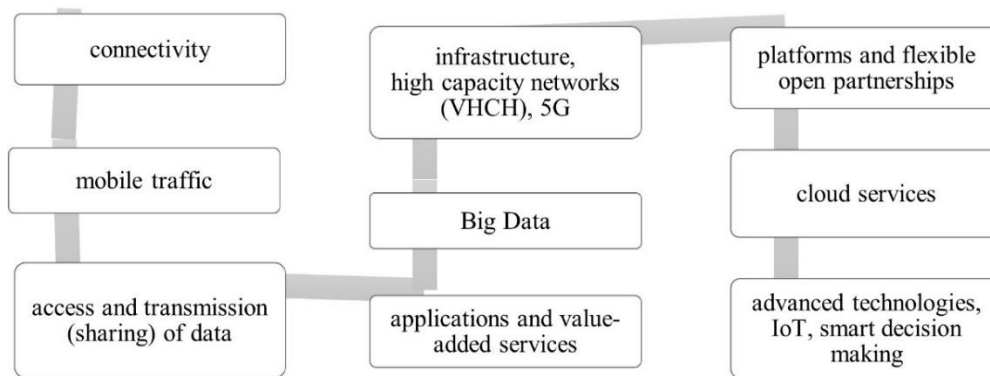 connectivity
mobile traffic
access and transmission
(sharing) of data
applications and value-
added services
Big Data
infrastructure,
high capacity networks
(VHCH), 5G
platforms and flexible
open partnerships
cloud services
advanced technologies,
IoT, smart decision
making